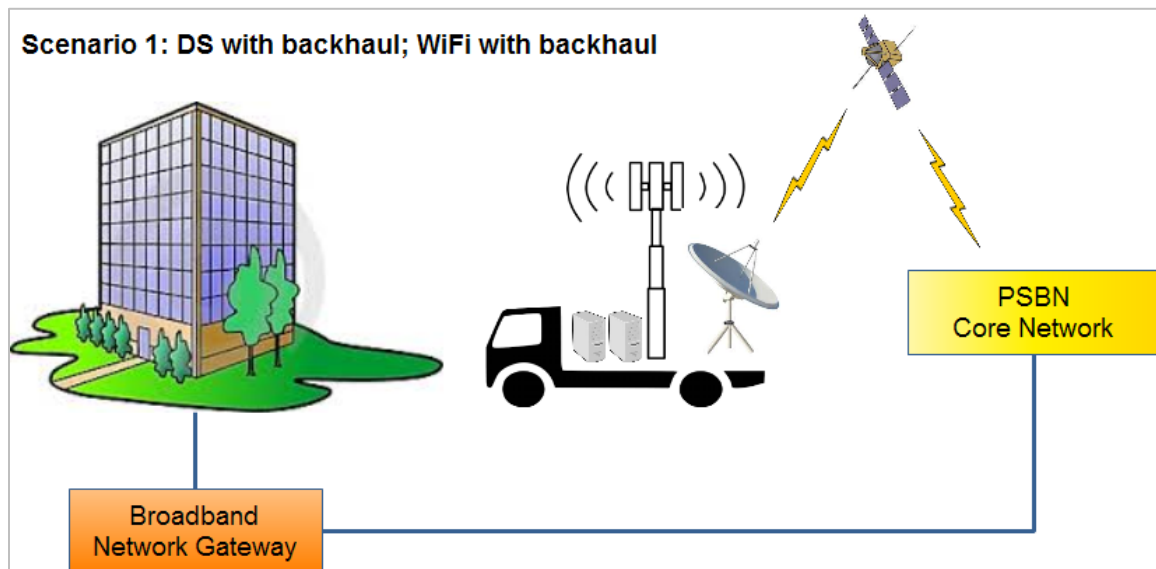 Scenario 1: DS with backhaul; WiFi with backhaul
PSBN
Core Network
Broadband
Network Gateway